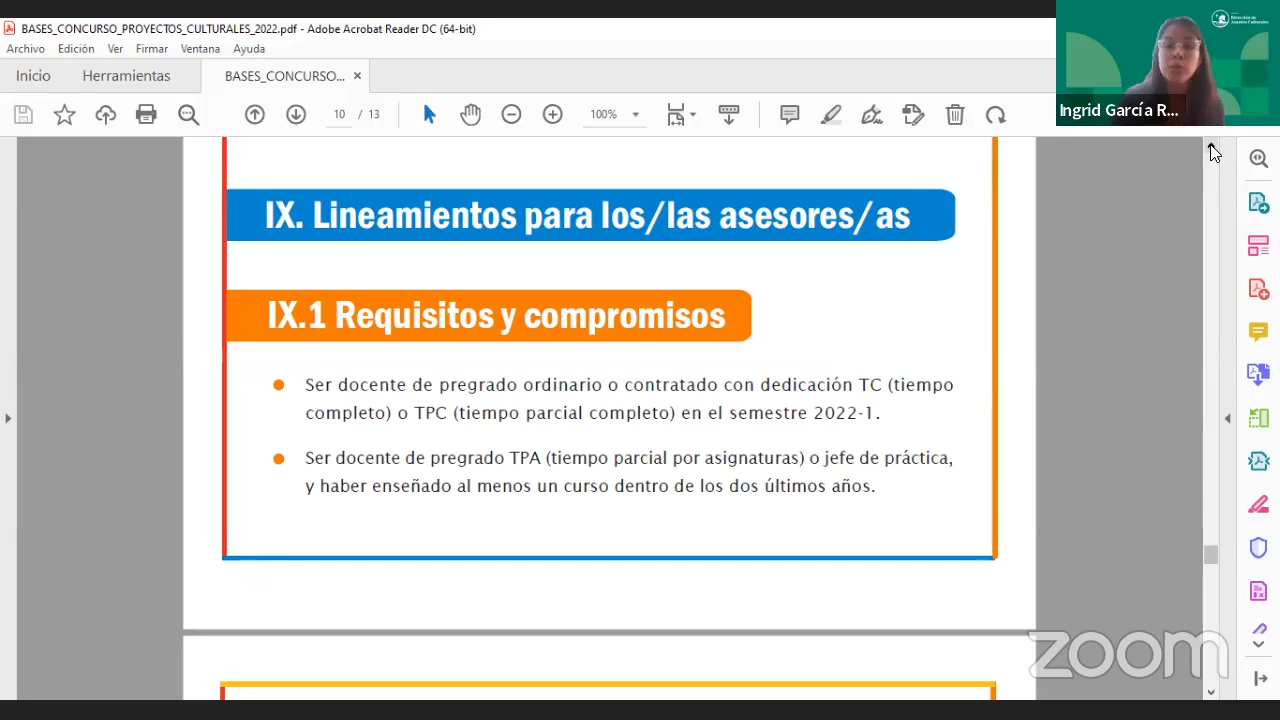 BASES_CONCURSO_PROYECTOS_CULTURALES_2022.pdf - Adobe Acrobat Reader DC (64-bit)
Archivo Edición Ver Firmar Ventana Ayuda
Inicio Herramientas BASES_CONCURSO... ×
10 / 13 100%
Dirección de
Asuntos Culturales
Ingrid García R...
IX. Lineamientos para los/las asesores/as
IX.1 Requisitos y compromisos
Ser docente de pregrado ordinario o contratado con dedicación TC (tiempo
completo) o TPC (tiempo parcial completo) en el semestre 2022-1.
Ser docente de pregrado TPA (tiempo parcial por asignaturas) o jefe de práctica,
y haber enseñado al menos un curso dentro de los dos últimos años.
zoom